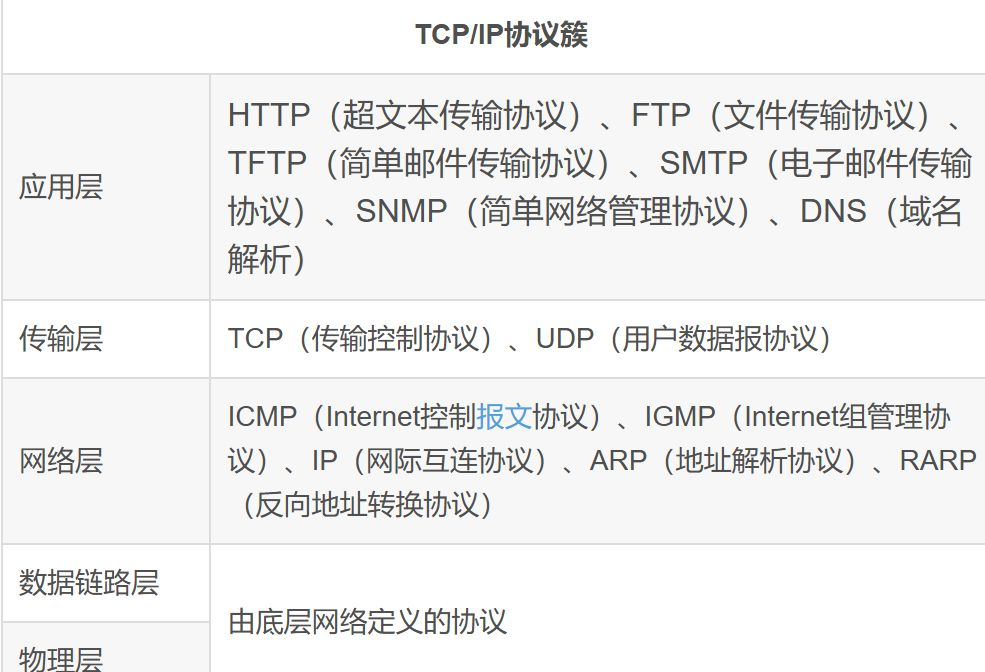 TCP/IP协议簇
应用层
HTTP（超文本传输协议）、FTP（文件传输协议）、
TFTP（简单邮件传输协议）、SMTP（电子邮件传输
协议）、SNMP（简单网络管理协议）、DNS（域名
解析）
传输层
TCP（传输控制协议）、UDP（用户数据报协议）
网络层
ICMP（Internet控制报文协议）、IGMP（Internet组管理协
议）、IP（网际互连协议）、ARP（地址解析协议）、RARP
（反向地址转换协议）
数据链路层
由底层网络定义的协议
物理层